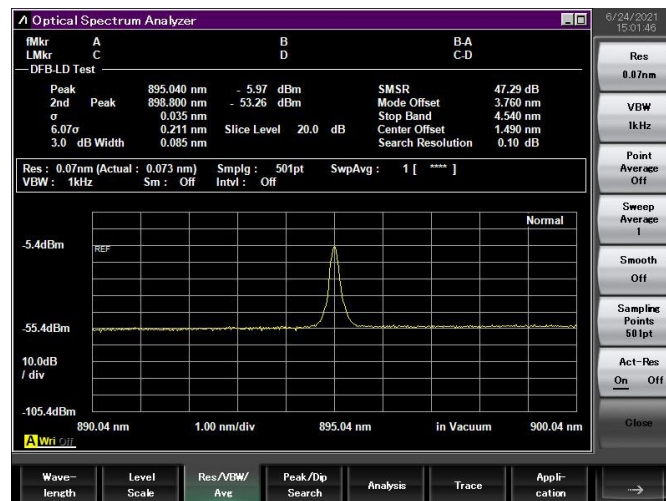 Optical Spectrum Analyzer
6/24/2021
15:01:46
fMkr A B B-A
LMkr C D C-D
DFB-LD Test
Peak 895.040 nm - 5.97 dBm SMSR 47.29 dB
2nd Peak 898.800 nm - 53.26 dBm Mode Offset 3.760 nm
σ 0.035 nm Stop Band 4.540 nm
6.07σ 0.211 nm Slice Level 20.0 dB Center Offset 1.490 nm
3.0 dB Width 0.085 nm Search Resolution 0.10 dB
Res : 0.07nm (Actual : 0.073 nm) Smplg : 501pt SwpAvg : 1 [ **** ]
VBW : 1kHz Sm : Off Intvl : Off
Normal
-5.4dBm
REF
-55.4dBm
10.0dB
/ div
-105.4dBm
890.04 nm 1.00 nm/div 895.04 nm in Vacuum 900.04 nm
A Wri Off
Res
0.07nm
VBW
1kHz
Point
Average
Off
Sweep
Average
1
Smooth
Off
Sampling
Points
501pt
Act-Res
On Off
Close
Wave-
length
Level
Scale
Res/VBW/
Avg
Peak/Dip
Search
Analysis
Trace
Appli-
cation